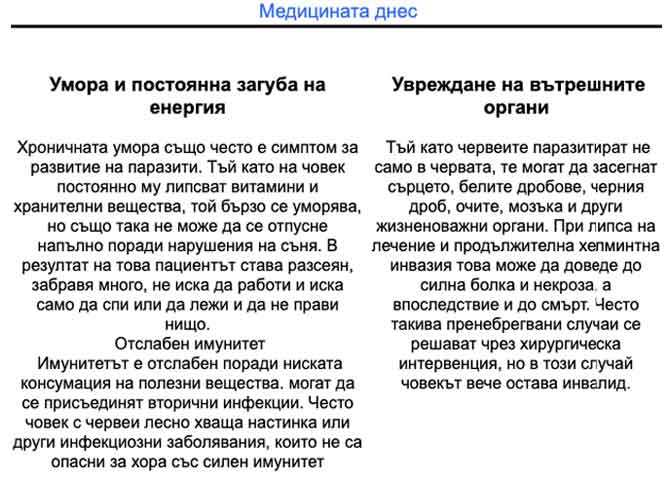 Медицината днес
Умора и постоянна загуба на
енергия
Хроничната умора също често е симптом за
развитие на паразити. Тъй като на човек
постоянно му липсват витамини и
хранителни вещества, той бързо се уморява,
но също така не може да се отпусне
напълно поради нарушения на съня. В
резултат на това пациентът става разсеян,
забравя много, не иска да работи и иска
само да спи или да лежи и да не прави
нищо.
Отслабен имунитет
Имунитетът е отслабен поради ниската
консумация на полезни вещества. могат да
се присъединят вторични инфекции. Често
човек с червеи лесно хваща настинка или
други инфекциозни заболявания, които не са
опасни за хора със силен имунитет
Увреждане на вътрешните
органи
Тъй като червеите паразитират не
само в червата, те могат да засегнат
сърцето, белите дробове, черния
дроб, очите, мозъка и други
жизненоважни органи. При липса на
лечение и продължителна хелминтна
инвазия това може да доведе до
силна болка и некроза. а
впоследствие и до смърт. Често
такива пренебрегвани случаи се
решават чрез хирургическа
интервенция, но в този случай
човекът вече остава инвалид.